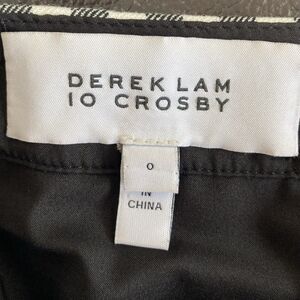 DEREK LAM
10 CROSBY
0
IN
CHINA